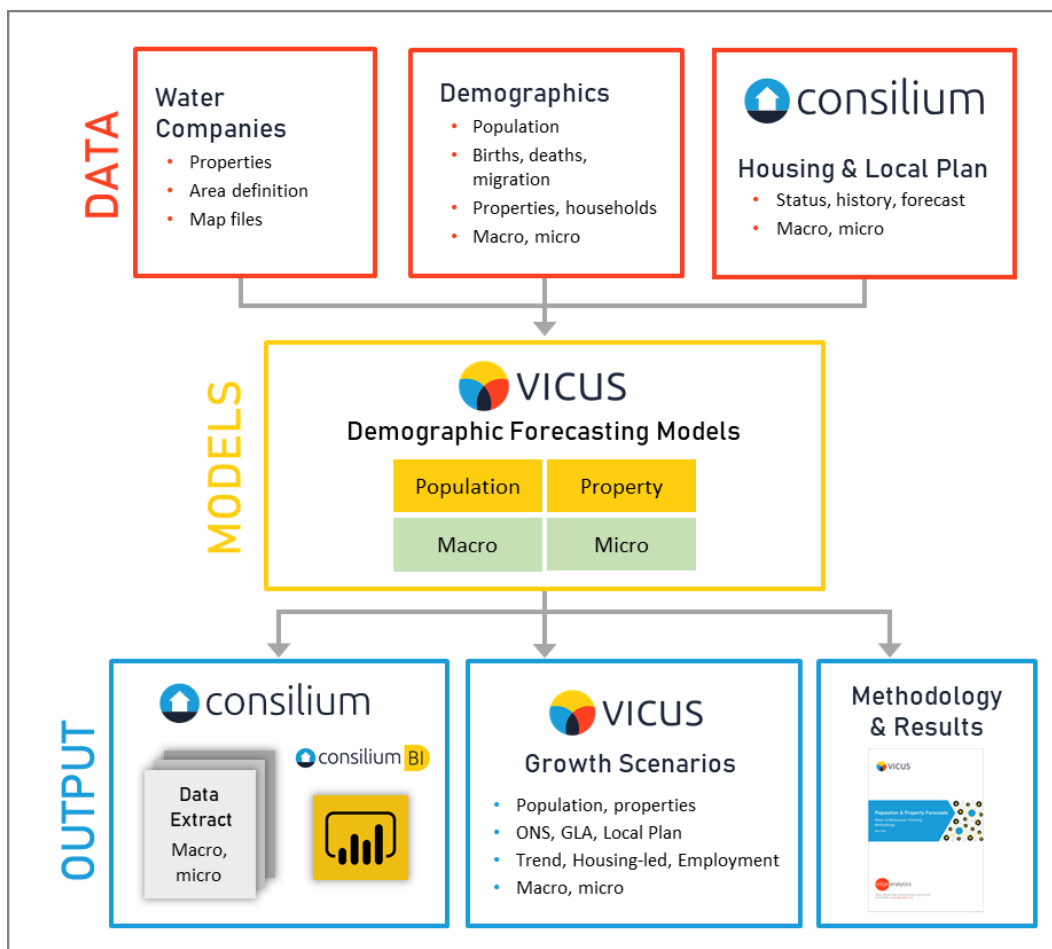 DATA
Water
Companies
• Properties
• Area definition
• Map files
Demographics
• Population
• Births, deaths,
migration
• Properties, households
• Macro, micro
consilium
Housing & Local Plan
• Status, history, forecast
• Macro, micro
MODELS
VICUS
Demographic Forecasting Models
Population
Property
Macro
Micro
OUTPUT
consilium
Data
Extract
Macro,
micro
consilium BI
VICUS
Growth Scenarios
• Population, properties
• ONS, GLA, Local Plan
• Trend, Housing-led, Employment
• Macro, micro
Methodology
& Results
VICUS
Population & Property Forecasts
Methodology
analytics